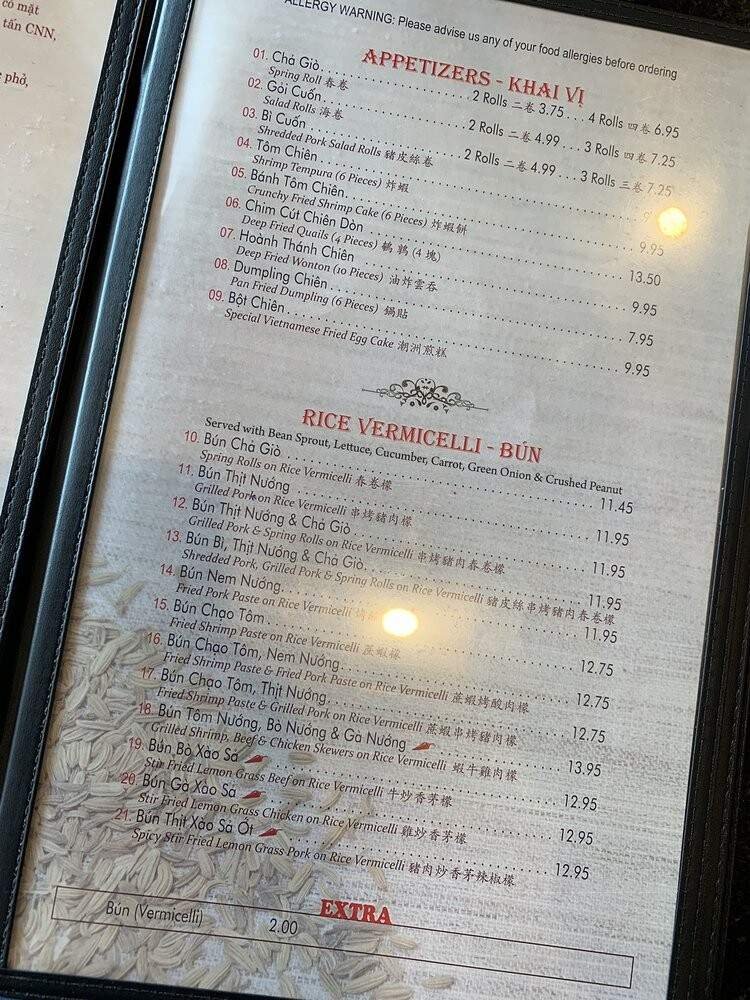 có mặt
tấn CNN,
phở,
ALLERGY WARNING: Please advise us any of your food allergies before ordering
APPETIZERS - KHAI VỊ
01. Chả Giò 2 Rolls 二卷 3.75 4 Rolls 四卷 6.95
Spring Roll 春卷
02. Gỏi Cuốn 2 Rolls 二卷 4.99 3 Rolls 四卷 7.25
Salad Rolls 海卷
03. Bì Cuốn 2 Rolls 二卷 4.99 3 Rolls 三卷 7.25
Shredded Pork Salad Rolls 豬皮絲卷
04. Tôm Chiên
Shrimp Tempura (6 Pieces) 炸蝦
05. Bánh Tôm Chiên 9.95
Crunchy Fried Shrimp Cake (6 Pieces) 炸蝦餅
06. Chim Cút Chiên Dòn 13.50
Deep Fried Quails (4 Pieces) 鵪鶉 (4 塊)
07. Hoành Thánh Chiên 9.95
Deep Fried Wonton (10 Pieces) 油炸雲吞
08. Dumpling Chiên 7.95
Pan Fried Dumpling (6 Pieces) 鍋貼
09. Bột Chiên 9.95
Special Vietnamese Fried Egg Cake 潮洲煎糕
RICE VERMICELLI - BÚN
Served with Bean Sprout, Lettuce, Cucumber, Carrot, Green Onion & Crushed Peanut
10. Bún Chả Giò 11.45
Spring Rolls on Rice Vermicelli 春卷檬
11. Bún Thịt Nướng 11.95
Grilled Pork on Rice Vermicelli 串烤豬肉檬
12. Bún Thịt Nướng & Chả Giò 11.95
Grilled Pork & Spring Rolls on Rice Vermicelli 串烤豬肉春卷檬
13. Bún Bì, Thịt Nướng & Chả Giò 11.95
Shredded Pork, Grilled Pork & Spring Rolls on Rice Vermicelli 豬皮絲串烤豬肉春卷檬
14. Bún Nem Nướng 11.95
Fried Pork Paste on Rice Vermicelli 烤
15. Bún Chạo Tôm 12.75
Fried Shrimp Paste on Rice Vermicelli 蔗蝦檬
16. Bún Chạo Tôm, Nem Nướng 12.75
Fried Shrimp Paste & Fried Pork Paste on Rice Vermicelli 蔗蝦烤酸肉檬
17. Bún Chạo Tôm, Thịt Nướng 12.75
Fried Shrimp Paste & Grilled Pork on Rice Vermicelli 蔗蝦串烤豬肉檬
18. Bún Tôm Nướng, Bò Nướng & Gà Nướng 13.95
Grilled Shrimp, Beef & Chicken Skewers on Rice Vermicelli 蝦牛雞肉檬
19. Bún Bò Xào Sả 12.95
Stir Fried Lemon Grass Beef on Rice Vermicelli 牛炒香茅檬
20. Bún Gà Xào Sả 12.95
Stir Fried Lemon Grass Chicken on Rice Vermicelli 雞炒香茅檬
21. Bún Thịt Xào Sả Ớt 12.95
Spicy Stir Fried Lemon Grass Pork on Rice Vermicelli 豬肉炒香茅辣椒檬
EXTRA
Bún (Vermicelli) 2.00